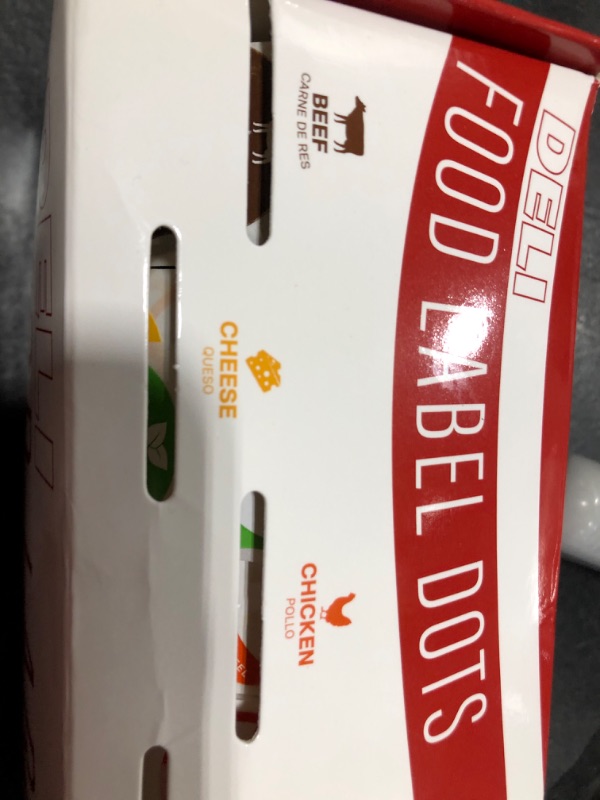 DELI
FOOD LABEL DOTS
BEEF
CARNE DE RES
CHEESE
QUESO
CHICKEN
POLLO